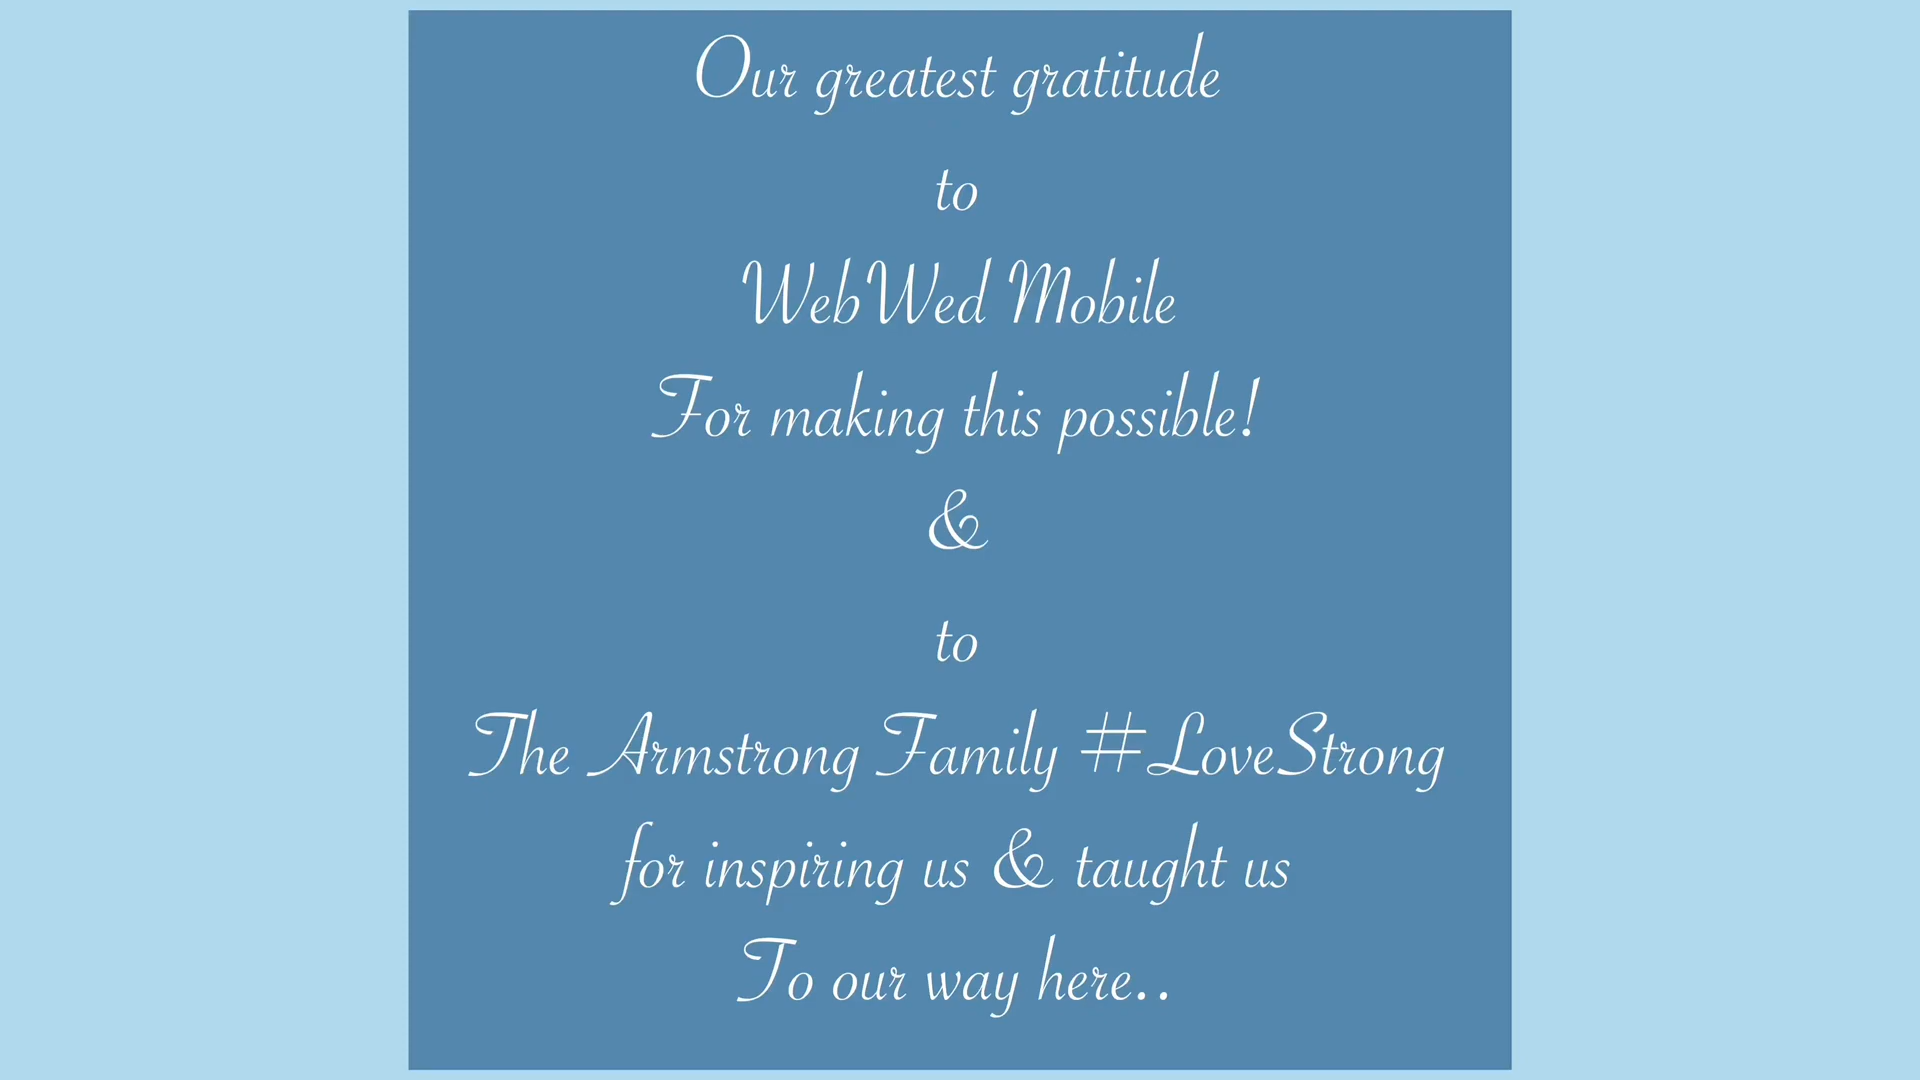 Our greatest gratitude
to
WebWed Mobile
For making this possible!
&
to
The Armstrong Family #LoveStrong
for inspiring us & taught us
To our way here..